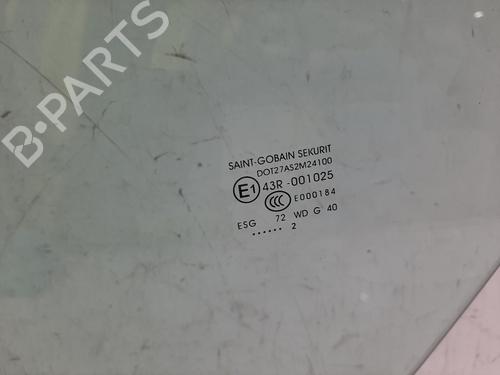 B-PARTS
SAINT-GOBAIN SEKURIT
DOT27AS2M24100
E1 43R-001025
CCC E000184
ESG 72 WD G 40
...... 2